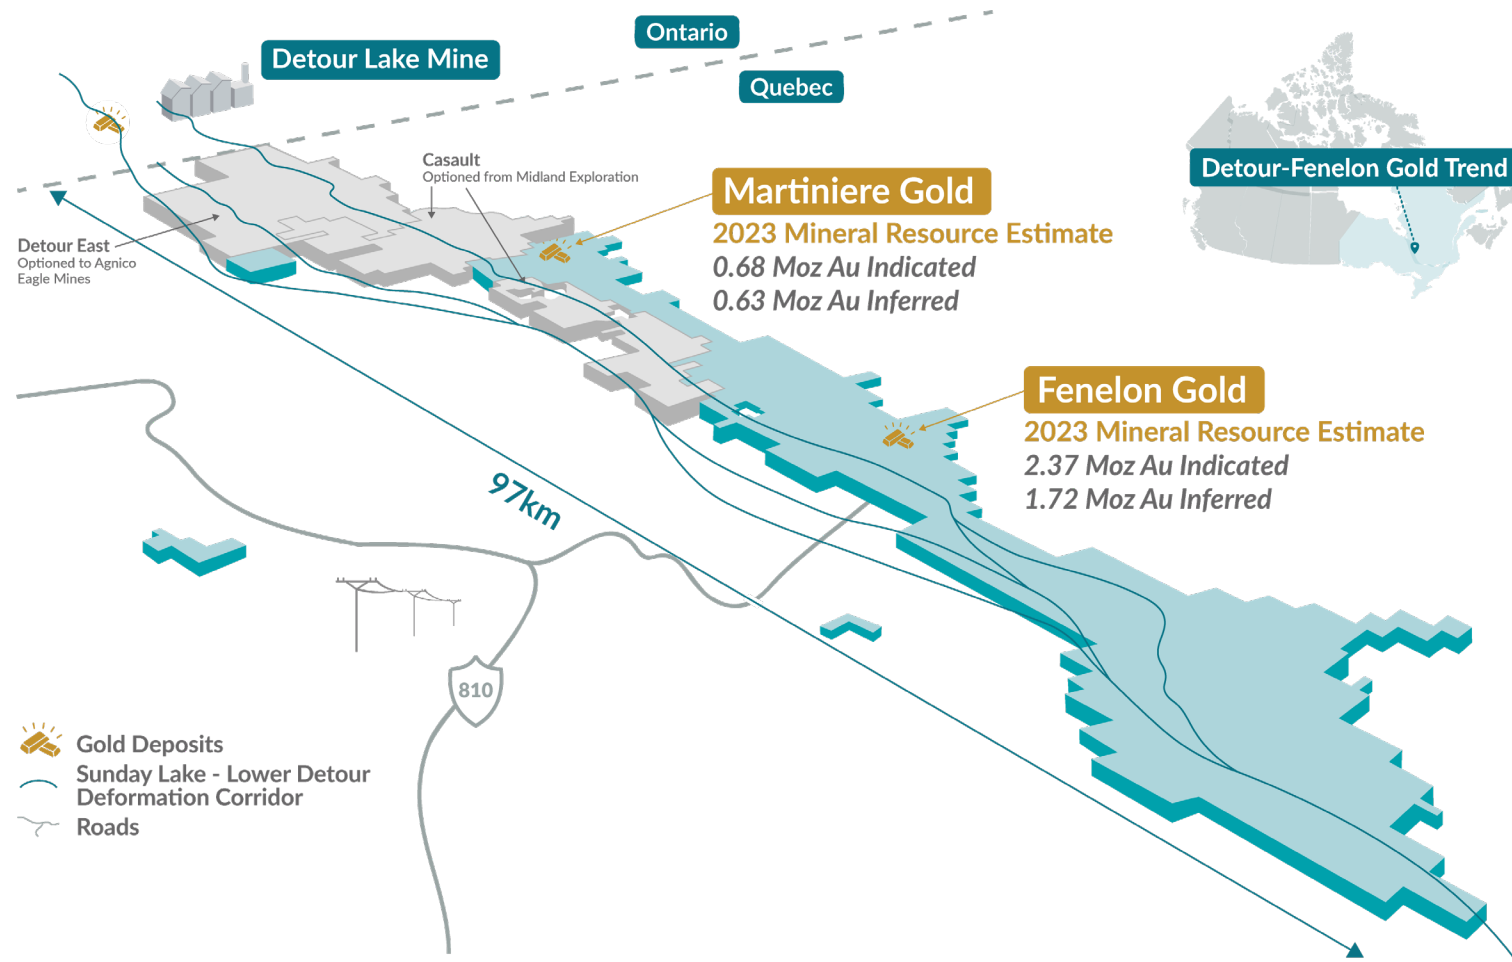 Ontario
Detour Lake Mine
Quebec
Casault
Optioned from Midland Exploration
Detour-Fenelon Gold Trend
Martiniere Gold
2023 Mineral Resource Estimate
0.68 Moz Au Indicated
0.63 Moz Au Inferred
Detour East
Optioned to Agnico
Eagle Mines
Fenelon Gold
2023 Mineral Resource Estimate
2.37 Moz Au Indicated
1.72 Moz Au Inferred
97km
810
Gold Deposits
Sunday Lake - Lower Detour
Deformation Corridor
Roads